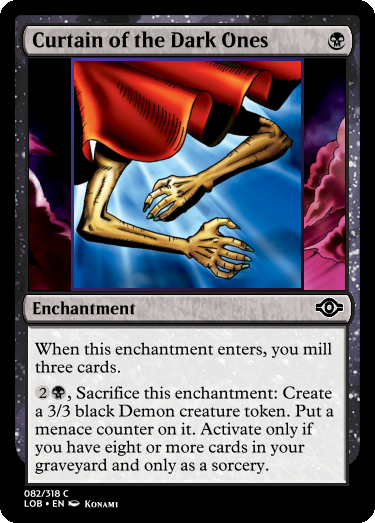 Curtain of the Dark Ones
Enchantment
When this enchantment enters, you mill
three cards.
2, Sacrifice this enchantment: Create
a 3/3 black Demon creature token. Put a
menace counter on it. Activate only if
you have eight or more cards in your
graveyard and only as a sorcery.
082/318 C
LOB • EN Konami